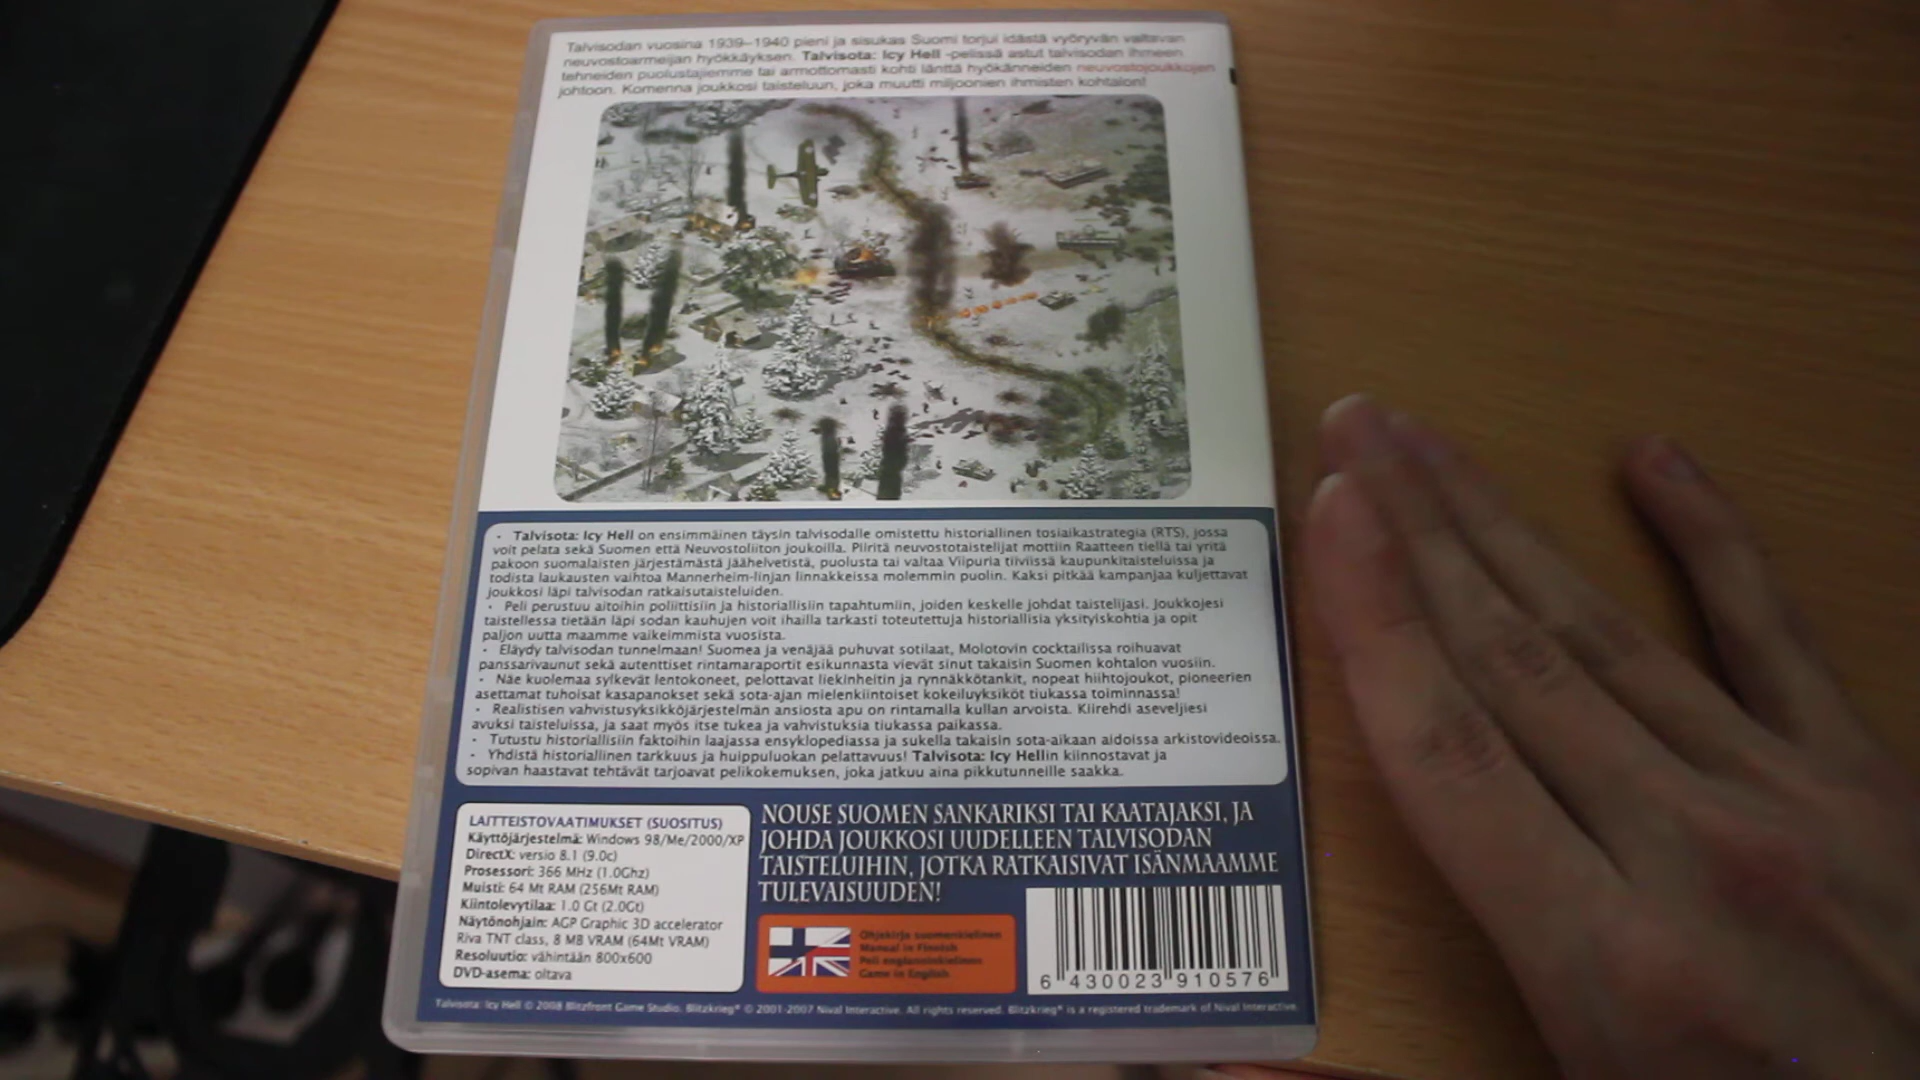 Talvisodan vuosina 1939–1940 pieni ja sisukas Suomi torjui idästä vyöryvän valtavan
neuvostoarmeijan hyökkäyksen. Talvisota: Icy Hell -pelissä astut talvisodan ihmeen
tehneiden puolustajiemme tai armottomasti kohti länttä hyökänneiden neuvostojoukkojen
johtoon. Komenna joukkosi taisteluun, joka muutti miljoonien ihmisten kohtalon!
- Talvisota: Icy Hell on ensimmäinen täysin talvisodalle omistettu historiallinen tosiaikastrategia (RTS), jossa
voit pelata sekä Suomen että Neuvostoliiton joukoilla. Piiritä neuvostotaistelijat mottiin Raatteen tiellä tai yritä
pakoon suomalaisten järjestämästä jäähelvetistä, puolusta tai valtaa Viipuria tiiviissä kaupunkitaisteluissa ja
todista laukausten vaihtoa Mannerheim-linjan linnakkeissa molemmin puolin. Kaksi pitkää kampanjaa kuljettavat
joukkosi läpi talvisodan ratkaisutaisteluiden.
- Peli perustuu aitoihin poliittisiin ja historiallisiin tapahtumiin, joiden keskelle johdat taistelijasi. Joukkojesi
taistellessa tietään läpi sodan kauhujen voit ihailla tarkasti toteutettuja historiallisia yksityiskohtia ja opit
paljon uutta maamme vaikeimmista vuosista.
- Eläydy talvisodan tunnelmaan! Suomea ja venäjää puhuvat sotilaat, Molotovin cocktailissa roihuavat
panssarivaunut sekä autenttiset rintamaraportit esikunnasta vievät sinut takaisin Suomen kohtalon vuosiin.
- Näe kuolemaa sylkevät lentokoneet, pelottavat liekinheitin ja rynnäkkötankit, nopeat hiihtojoukot, pioneerien
asettamat tuhoisat kasapanokset sekä sota-ajan mielenkiintoiset kokeiluyksiköt tiukassa toiminnassa!
- Realistisen vahvistusyksikköjärjestelmän ansiosta apu on rintamalla kullan arvoista. Kiirehdi aseveljiesi
avuksi taisteluissa, ja saat myös itse tukea ja vahvistuksia tiukassa paikassa.
- Tutustu historiallisiin faktoihin laajassa ensyklopediassa ja sukella takaisin sota-aikaan aidoissa arkistovideoissa.
- Yhdistä historiallinen tarkkuus ja huippuluokan pelattavuus! Talvisota: Icy Hellin kiinnostavat ja
sopivan haastavat tehtävät tarjoavat pelikokemuksen, joka jatkuu aina pikkutunneille saakka.
LAITTEISTOVAATIMUKSET (SUOSITUS)
Käyttöjärjestelmä: Windows 98/Me/2000/XP
DirectX: versio 8.1 (9.0c)
Prosessori: 366 MHz (1.0Ghz)
Muisti: 64 Mt RAM (256Mt RAM)
Kiintolevytilaa: 1.0 Gt (2.0Gt)
Näytönohjain: AGP Graphic 3D accelerator
Riva TNT class, 8 MB VRAM (64Mt VRAM)
Resoluutio: vähintään 800x600
DVD-asema: oltava
NOUSE SUOMEN SANKARIKSI TAI KAATAJAKSI, JA
JOHDA JOUKKOSI UUDELLEEN TALVISODAN
TAISTELUIHIN, JOTKA RATKAISIVAT ISÄNMAAMME
TULEVAISUUDEN!
Ohjekirja suomenkielinen
Manual in Finnish
Peli englanninkielinen
Game in English
6 430023 910576
Talvisota: Icy Hell © 2008 Blitzfront Game Studio. Blitzkrieg® © 2001-2007 Nival Interactive. All rights reserved. Blitzkrieg® is a registered trademark of Nival Interactive.